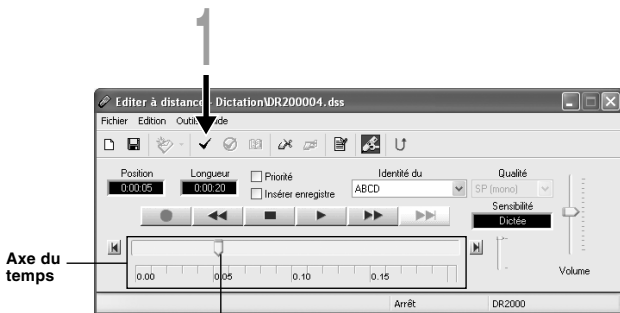 1
Editer à distance - Dictation\DR200004.dss
Fichier Edition Outils Aide
Position Longueur Priorité Identité du Qualité
0:00:05 0:00:20 Insérer enregistre ABCD SP (mono)
Sensibilité
Dictée
Axe du
temps
0.00 0.05 0.10 0.15
Volume
Arrêt DR2000